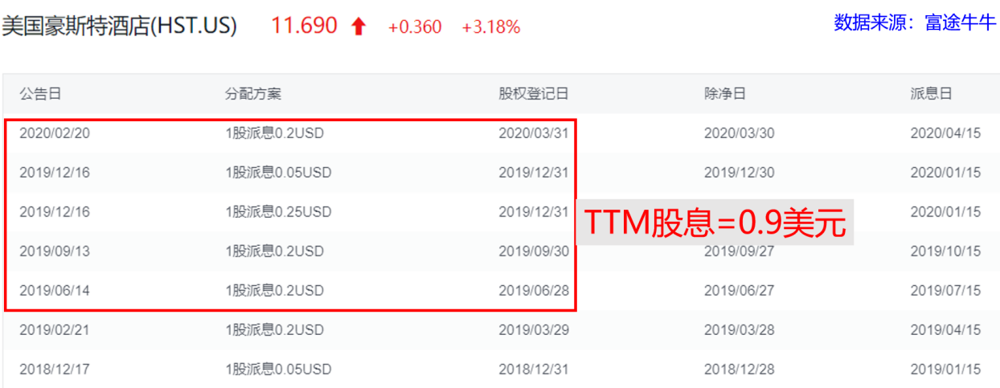 美国豪斯特酒店(HST.US) 11.690 +0.360 +3.18% 数据来源：富途牛牛
公告日 分配方案 股权登记日 除净日 派息日
2020/02/20 1股派息0.2USD 2020/03/31 2020/03/30 2020/04/15
2019/12/16 1股派息0.05USD 2019/12/31 2019/12/30 2020/01/15
2019/12/16 1股派息0.25USD 2019/12/31 2020/01/15
TTM股息=0.9美元
2019/09/13 1股派息0.2USD 2019/09/30 2019/09/27 2019/10/15
2019/06/14 1股派息0.2USD 2019/06/28 2019/06/27 2019/07/15
2019/02/21 1股派息0.2USD 2019/03/29 2019/03/28 2019/04/15
2018/12/17 1股派息0.05USD 2018/12/31 2018/12/28 2019/01/15